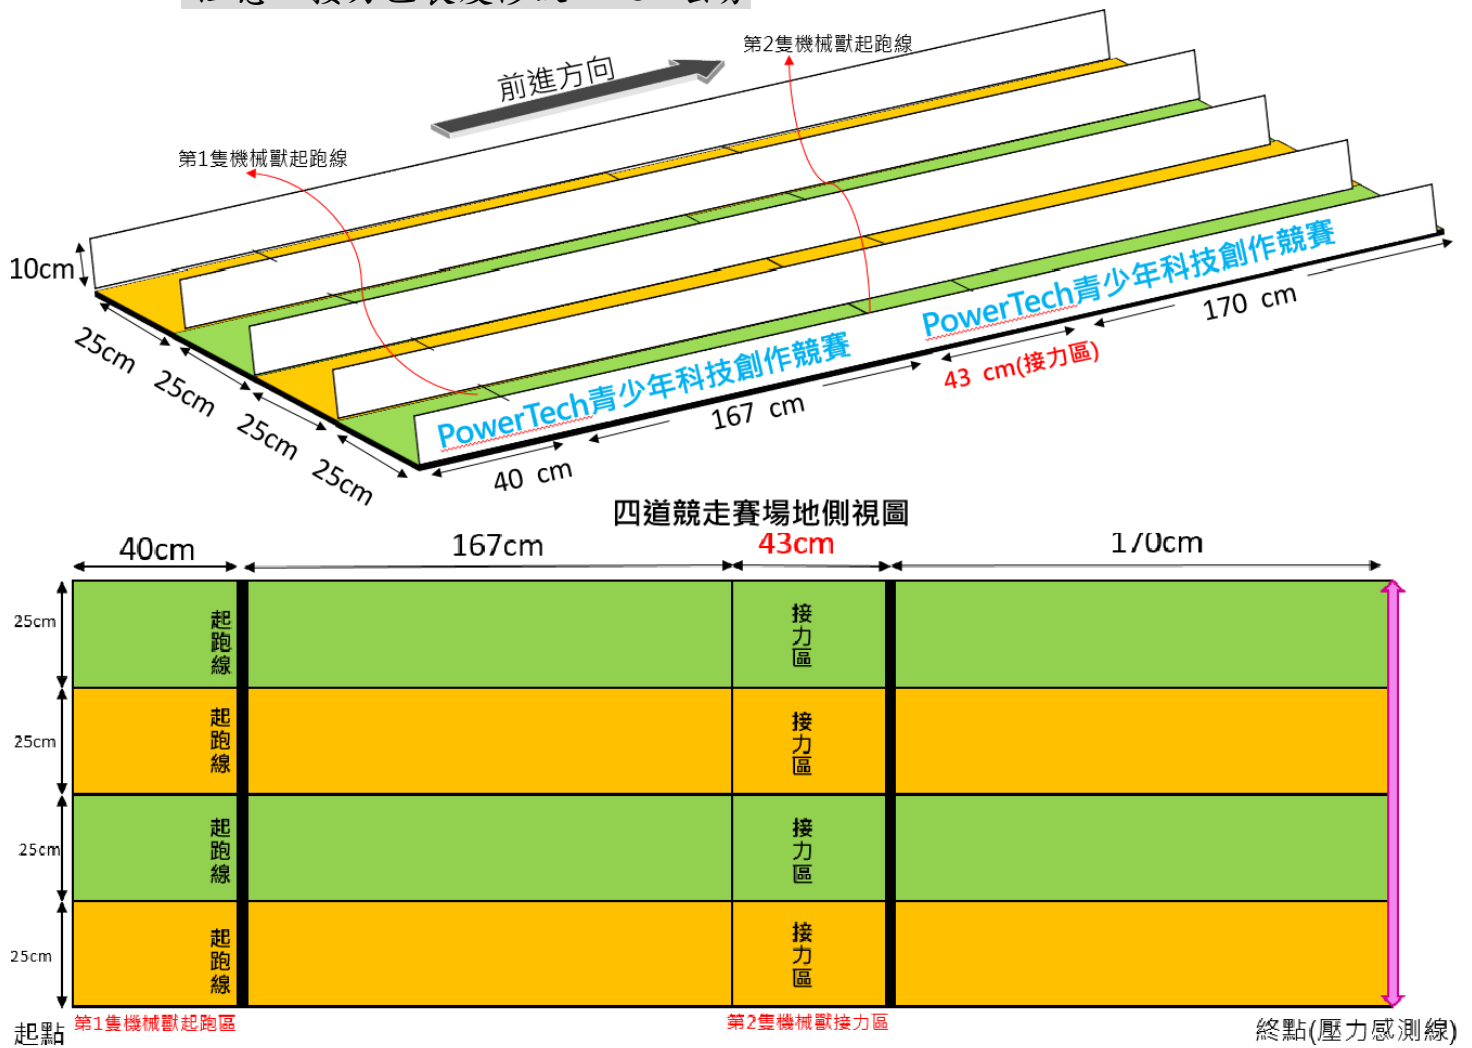 第2隻機械獸起跑線
前進方向
第1隻機械獸起跑線
10cm
25cm
25cm
25cm
25cm
PowerTech青少年科技創作競賽
PowerTech青少年科技創作競賽
40 cm
167 cm
43 cm(接力區)
170 cm
四道競走賽場地側視圖
40cm
167cm
43cm
170cm
25cm
起跑線
接力區
25cm
起跑線
接力區
25cm
起跑線
接力區
25cm
起跑線
接力區
起點
第1隻機械獸起跑區
第2隻機械獸接力區
終點(壓力感測線)